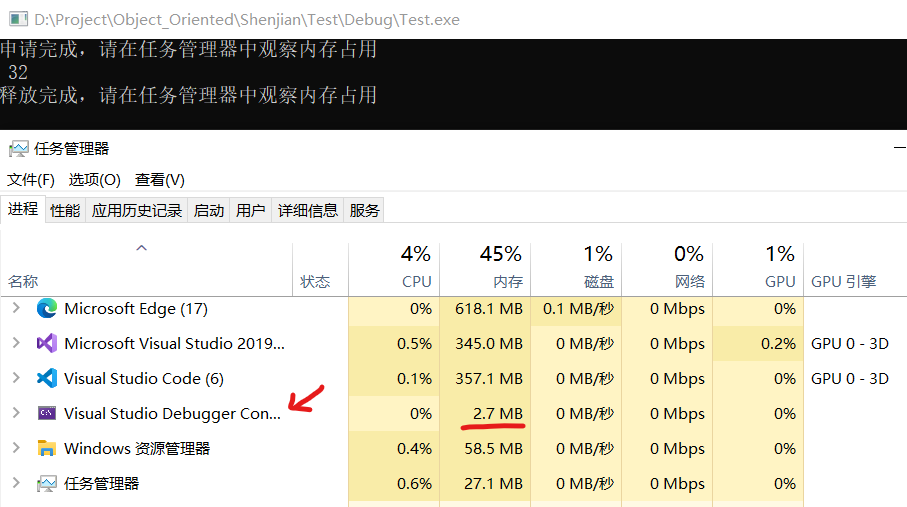 D:\Project\Object_Oriented\Shenjian\Test\Debug\Test.exe
申请完成，请在任务管理器中观察内存占用
32
释放完成，请在任务管理器中观察内存占用
任务管理器
文件(F) 选项(O) 查看(V)
进程 性能 应用历史记录 启动 用户 详细信息 服务
4% 45% 1% 0% 1%
名称 状态 CPU 内存 磁盘 网络 GPU GPU 引擎
Microsoft Edge (17) 0% 618.1 MB 0.1 MB/秒 0 Mbps 0%
Microsoft Visual Studio 2019... 0.5% 345.0 MB 0 MB/秒 0 Mbps 0.2% GPU 0 - 3D
Visual Studio Code (6) 0.1% 357.1 MB 0 MB/秒 0 Mbps 0% GPU 0 - 3D
Visual Studio Debugger Con... 0% 2.7 MB 0 MB/秒 0 Mbps 0%
Windows 资源管理器 0.4% 58.5 MB 0 MB/秒 0 Mbps 0%
任务管理器 0.6% 27.1 MB 0 MB/秒 0 Mbps 0%